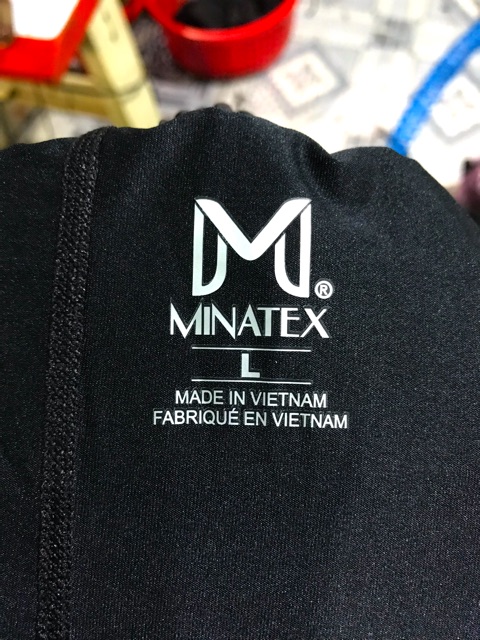 M®
MINATEX
L
MADE IN VIETNAM
FABRIQUÉ EN VIETNAM